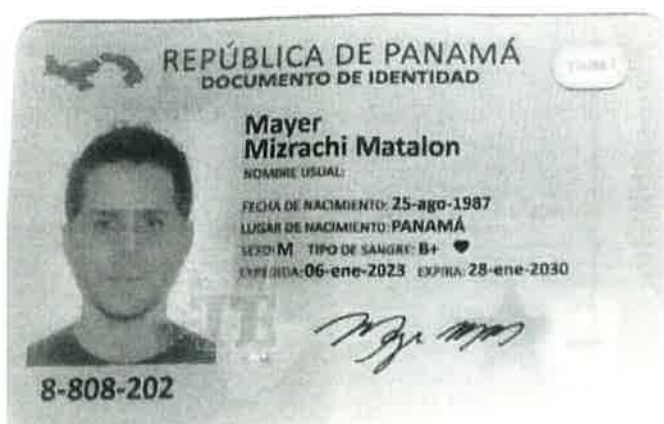 REPÚBLICA DE PANAMÁ
DOCUMENTO DE IDENTIDAD
Mayer
Mizrachi Matalon
NOMBRE USUAL:
FECHA DE NACIMIENTO: 25-ago-1987
LUGAR DE NACIMIENTO: PANAMÁ
SEXO: M TIPO DE SANGRE: B+
EXPEDIDA: 06-ene-2023 EXPIRA: 28-ene-2030
TE
8-808-202